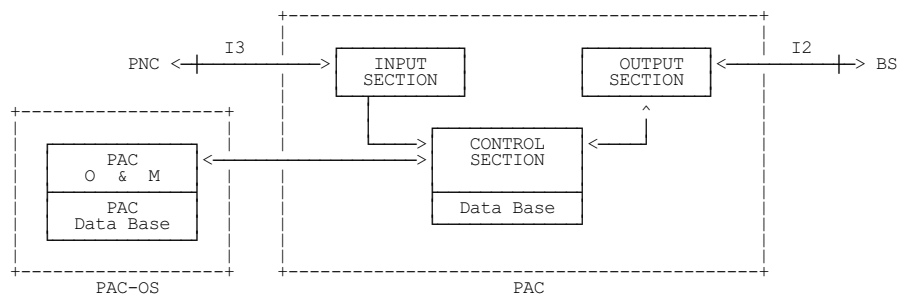 I3
I2
PNC
INPUT
SECTION
OUTPUT
SECTION
BS
PAC
O & M
PAC
Data Base
CONTROL
SECTION
Data Base
PAC-OS
PAC